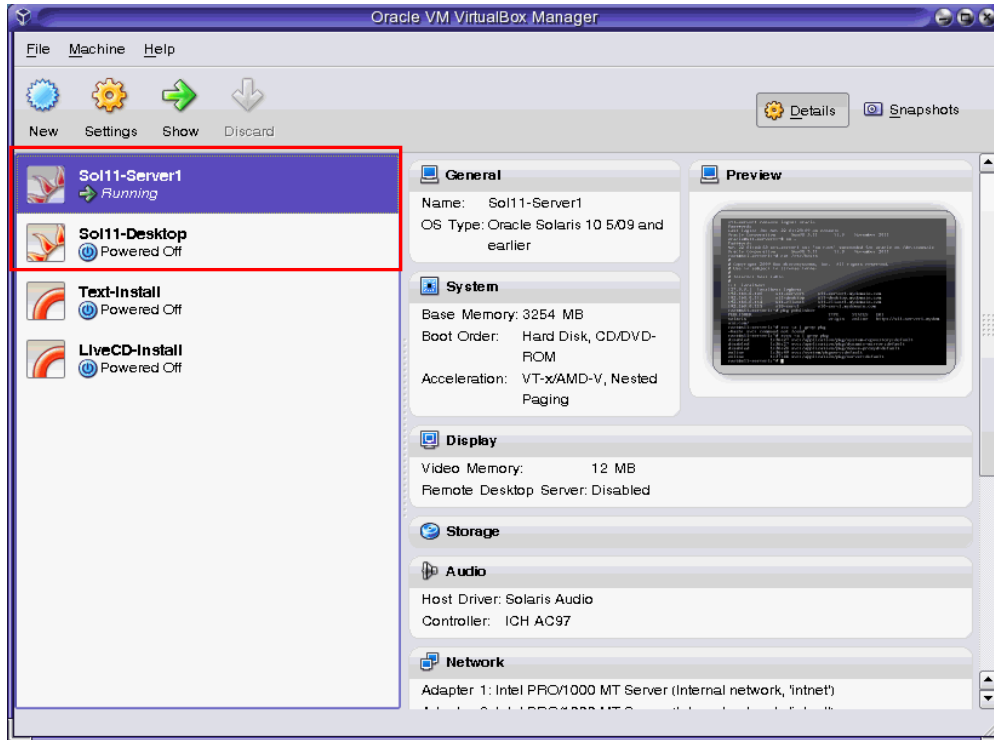 Oracle VM VirtualBox Manager
File Machine Help
New Settings Show Discard
Details Snapshots
Sol11-Server1
Running
Sol11-Desktop
Powered Off
Text-Install
Powered Off
LiveCD-Install
Powered Off
General
Name: Sol11-Server1
OS Type: Oracle Solaris 10 5/09 and
earlier
System
Base Memory: 3254 MB
Boot Order: Hard Disk, CD/DVD-
ROM
Acceleration: VT-x/AMD-V, Nested
Paging
Preview
Display
Video Memory: 12 MB
Remote Desktop Server: Disabled
Storage
Audio
Host Driver: Solaris Audio
Controller: ICH AC97
Network
Adapter 1: Intel PRO/1000 MT Server (Internal network, 'intnet')